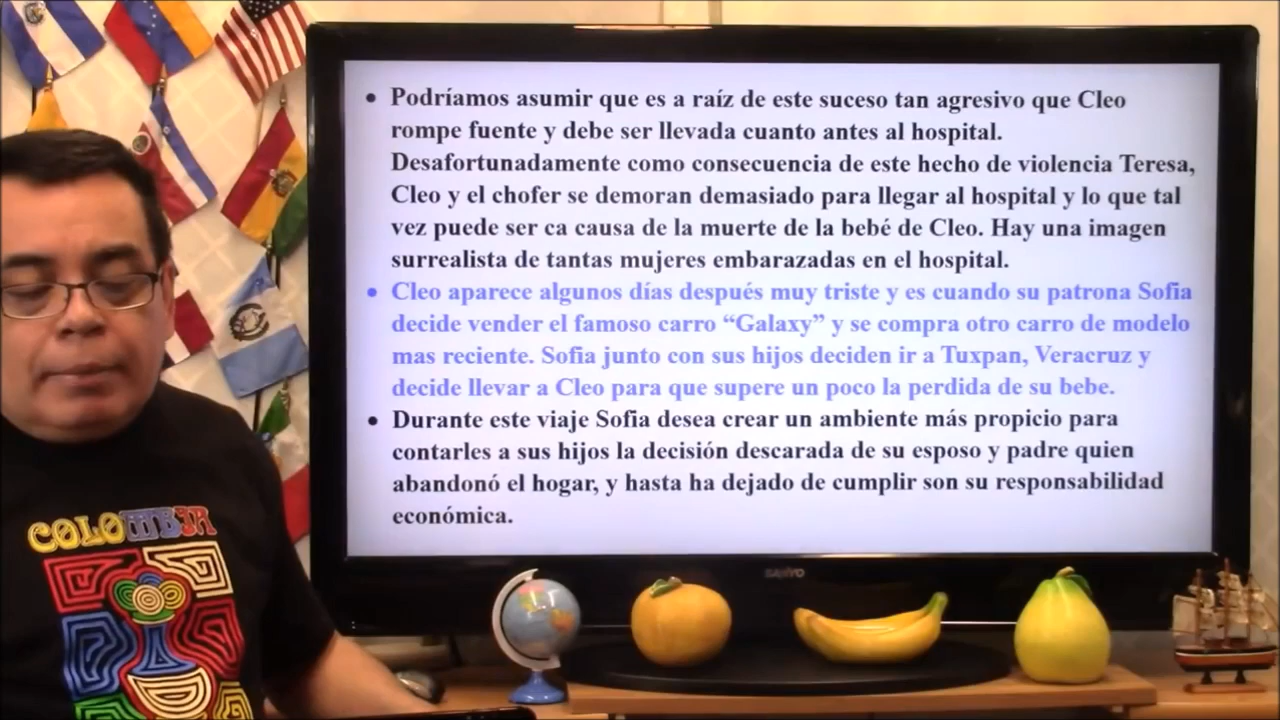 • Podríamos asumir que es a raíz de este suceso tan agresivo que Cleo
rompe fuente y debe ser llevada cuanto antes al hospital.
Desafortunadamente como consecuencia de este hecho de violencia Teresa,
Cleo y el chofer se demoran demasiado para llegar al hospital y lo que tal
vez puede ser ca causa de la muerte de la bebé de Cleo. Hay una imagen
surrealista de tantas mujeres embarazadas en el hospital.
• Cleo aparece algunos días después muy triste y es cuando su patrona Sofia
decide vender el famoso carro “Galaxy” y se compra otro carro de modelo
mas reciente. Sofia junto con sus hijos deciden ir a Tuxpan, Veracruz y
decide llevar a Cleo para que supere un poco la perdida de su bebe.
• Durante este viaje Sofia desea crear un ambiente más propicio para
contarles a sus hijos la decisión descarada de su esposo y padre quien
abandonó el hogar, y hasta ha dejado de cumplir son su responsabilidad
económica.
COLOMBIA
SANYO